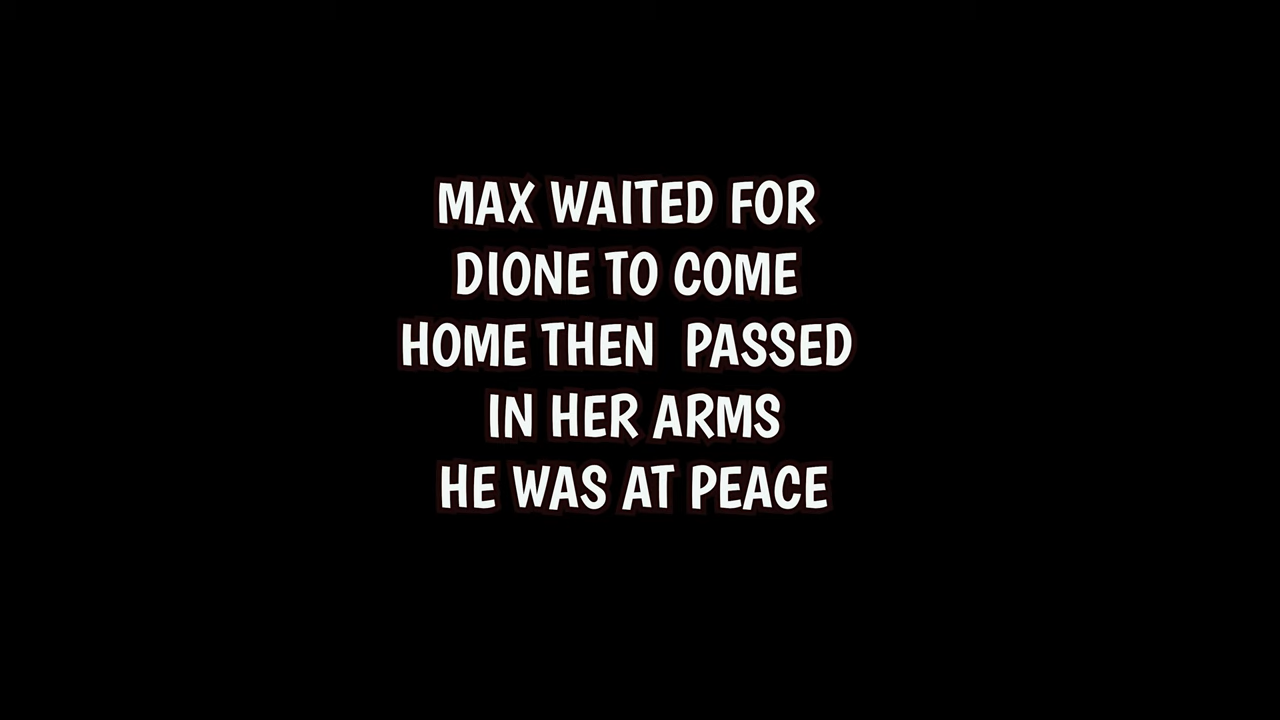 MAX WAITED FOR
DIONE TO COME
HOME THEN  PASSED
IN HER ARMS
HE WAS AT PEACE